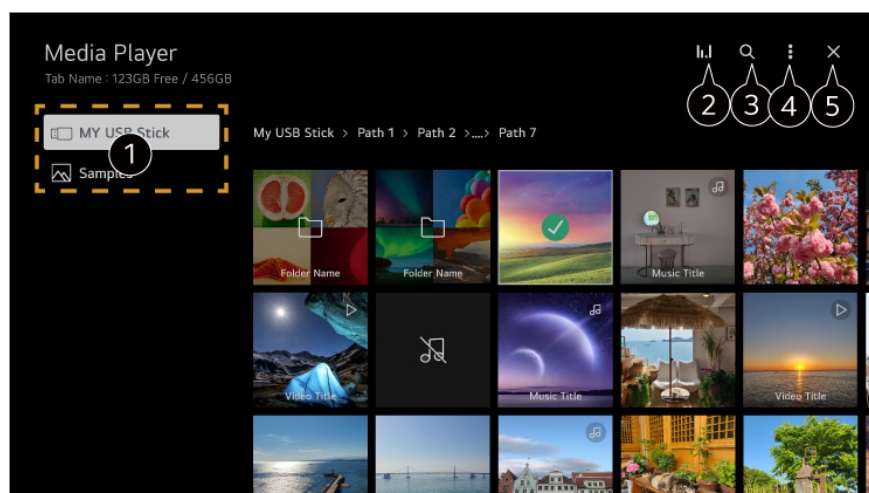 Media Player
Tab Name : 123GB Free / 456GB
2 3 4 5
MY USB Stick
1
Samples
My USB Stick > Path 1 > Path 2 >....> Path 7
Folder Name
Folder Name
Music Title
Video Title
Music Title
Video Title